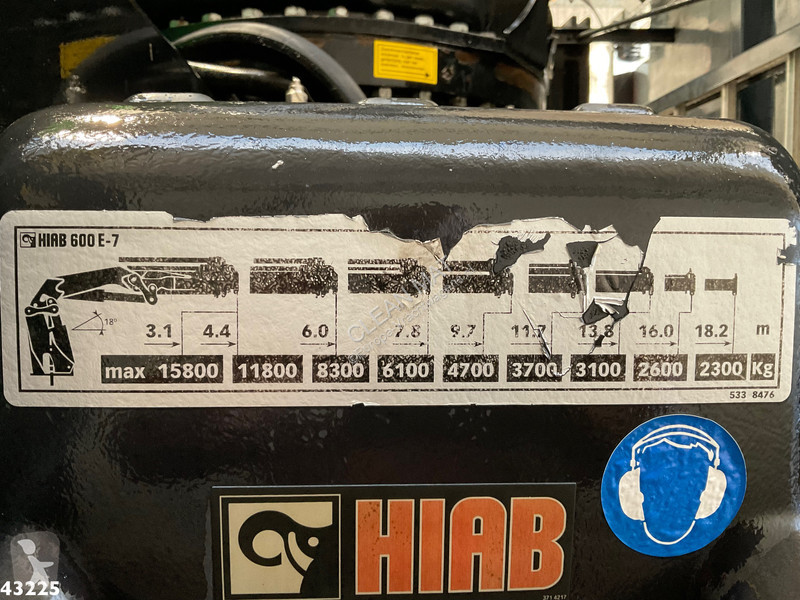 HIAB 600 E-7
18°
3.1 4.4 6.0 7.8 9.7 11.7 13.8 16.0 18.2 m
max 15800 11800 8300 6100 4700 3700 3100 2600 2300 Kg
533 8476
HIAB
371 4217
43225